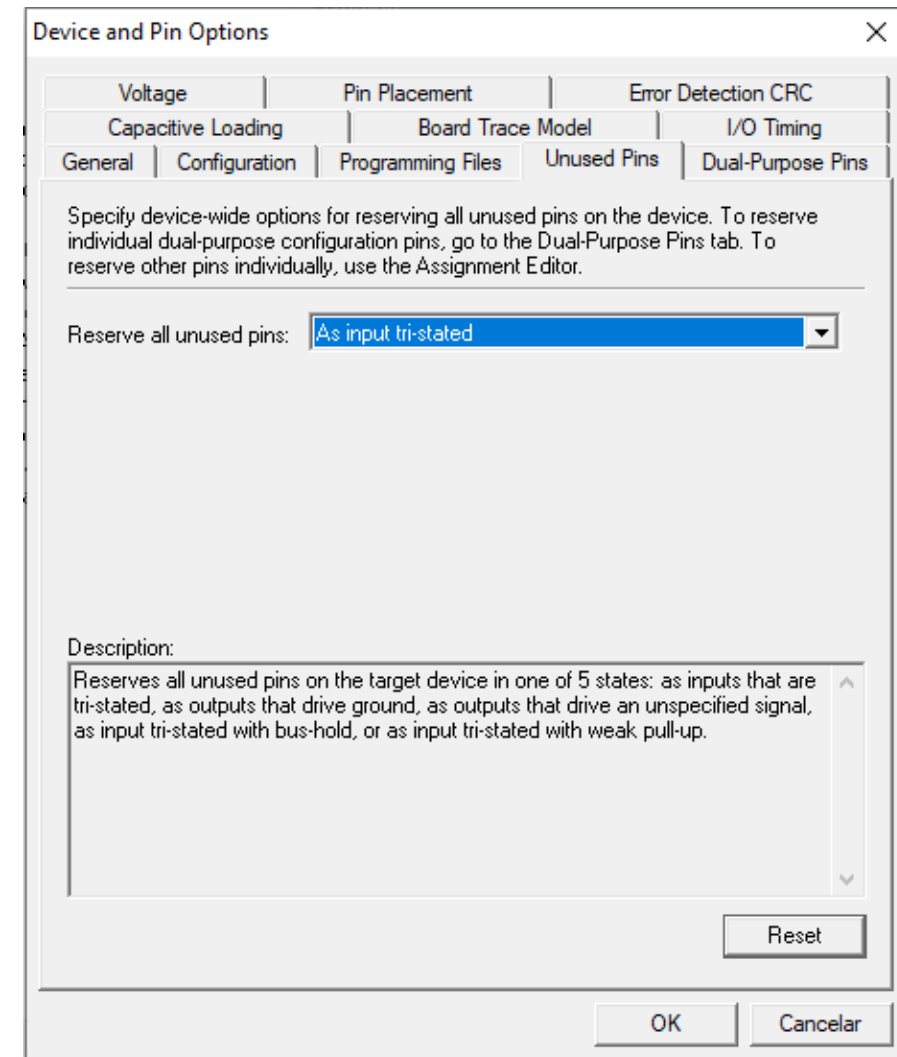 Device and Pin Options
Voltage Pin Placement Error Detection CRC
Capacitive Loading Board Trace Model I/O Timing
General Configuration Programming Files Unused Pins Dual-Purpose Pins
Specify device-wide options for reserving all unused pins on the device. To reserve
individual dual-purpose configuration pins, go to the Dual-Purpose Pins tab. To
reserve other pins individually, use the Assignment Editor.
Reserve all unused pins: As input tri-stated
Description:
Reserves all unused pins on the target device in one of 5 states: as inputs that are
tri-stated, as outputs that drive ground, as outputs that drive an unspecified signal,
as input tri-stated with bus-hold, or as input tri-stated with weak pull-up.
Reset
OK Cancelar